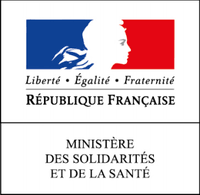 Liberté • Égalité • Fraternité
RÉPUBLIQUE FRANÇAISE
MINISTÈRE
DES SOLIDARITÉS
ET DE LA SANTÉ